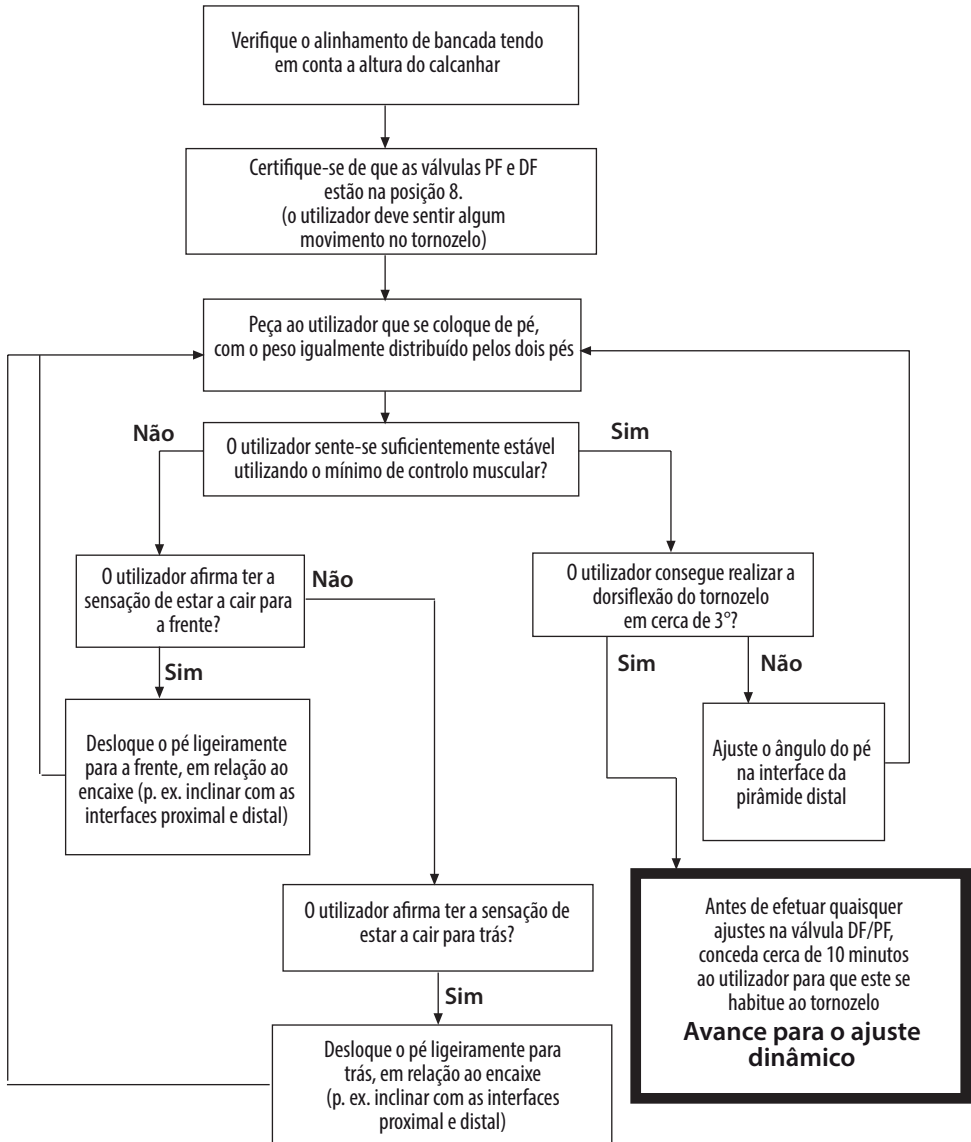 Verifique o alinhamento de bancada tendo
em conta a altura do calcanhar
Certifique-se de que as válvulas PF e DF
estão na posição 8.
(o utilizador deve sentir algum
movimento no tornozelo)
Peça ao utilizador que se coloque de pé,
com o peso igualmente distribuído pelos dois pés
Não
O utilizador sente-se suficientemente estável
utilizando o mínimo de controlo muscular?
Sim
O utilizador afirma ter a
sensação de estar a cair para
a frente?
Não
O utilizador consegue realizar a
dorsiflexão do tornozelo
em cerca de 3°?
Sim
Sim
Não
Desloque o pé ligeiramente
para a frente, em relação ao
encaixe (p. ex. inclinar com as
interfaces proximal e distal)
Ajuste o ângulo do pé
na interface da
pirâmide distal
O utilizador afirma ter a sensação de
estar a cair para trás?
Sim
Antes de efetuar quaisquer
ajustes na válvula DF/PF,
conceda cerca de 10 minutos
ao utilizador para que este se
habitue ao tornozelo
Avance para o ajuste
dinâmico
Desloque o pé ligeiramente para
trás, em relação ao encaixe
(p. ex. inclinar com as interfaces
proximal e distal)